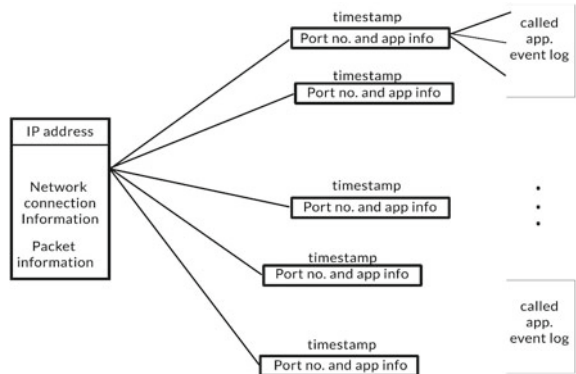 timestamp
Port no. and app info
called
app.
event log
timestamp
Port no. and app info
IP address
Network
connection
Information
Packet
information
timestamp
Port no. and app info
timestamp
Port no. and app info
called
app.
event log
timestamp
Port no. and app info